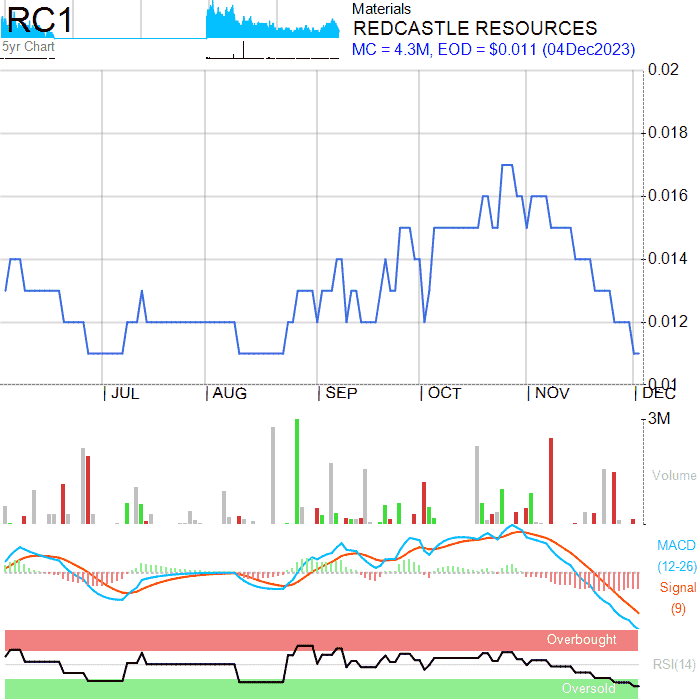 RC1
5yr Chart
Materials
REDCASTLE RESOURCES
MC = 4.3M, EOD = $0.011 (04Dec2023)
0.02
0.018
0.016
0.014
0.012
0.01
JUL AUG SEP OCT NOV DEC
3M
Volume
MACD
(12-26)
Signal
(9)
Overbought
RSI(14)
Oversold